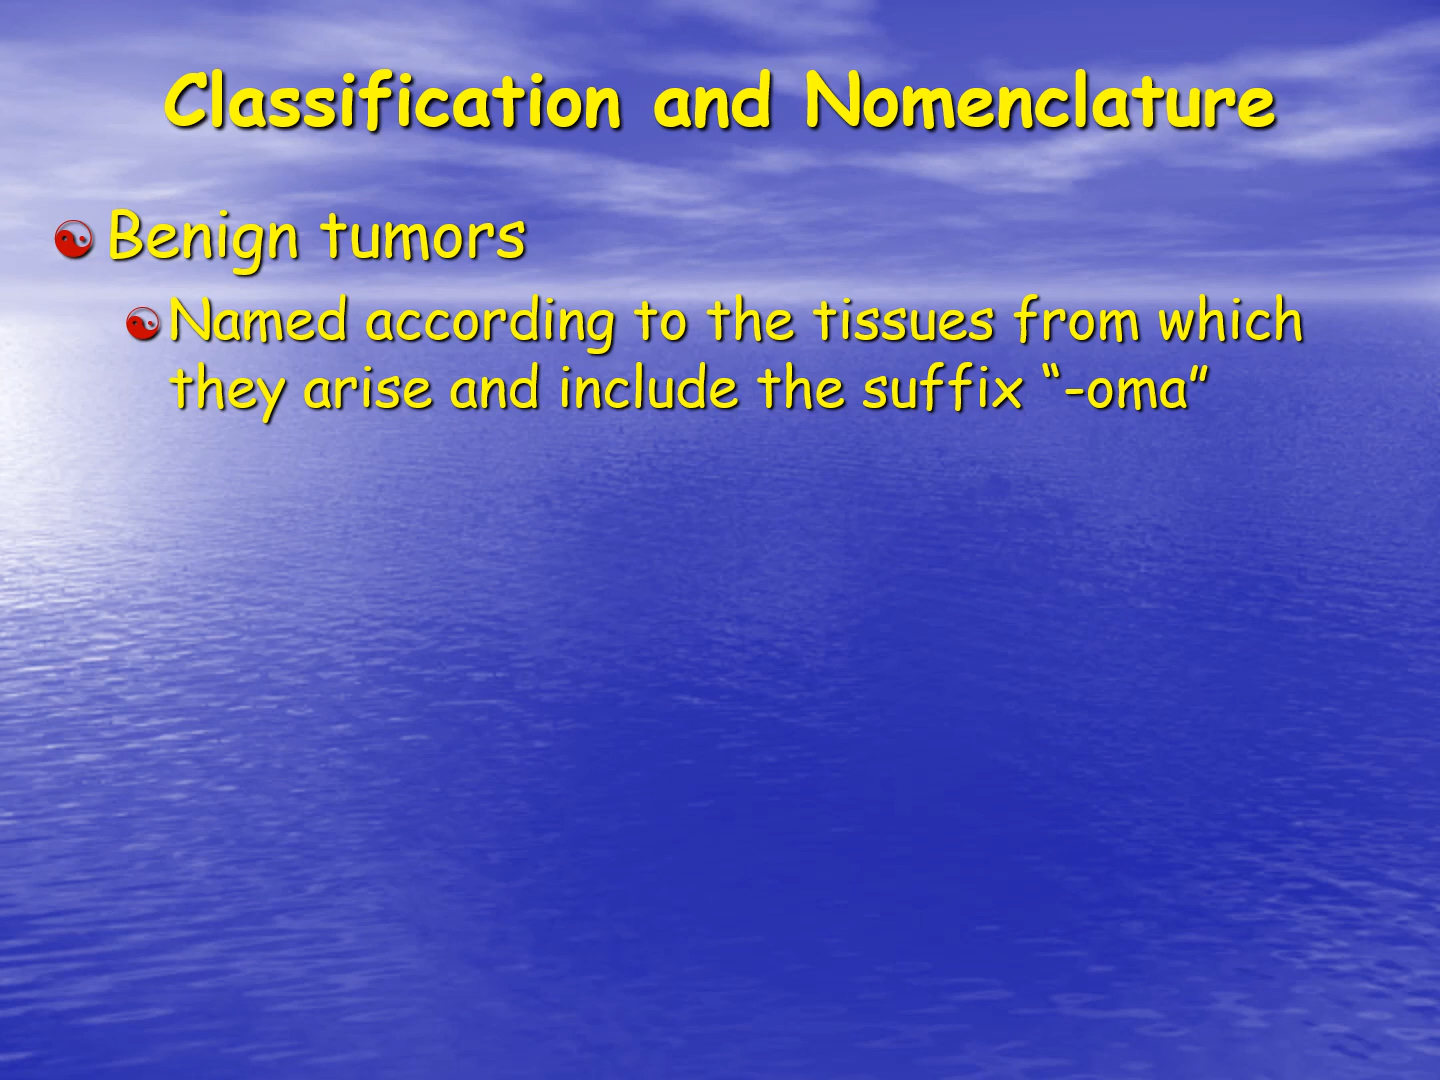 Classification and Nomenclature
Benign tumors
Named according to the tissues from which
they arise and include the suffix “-oma”